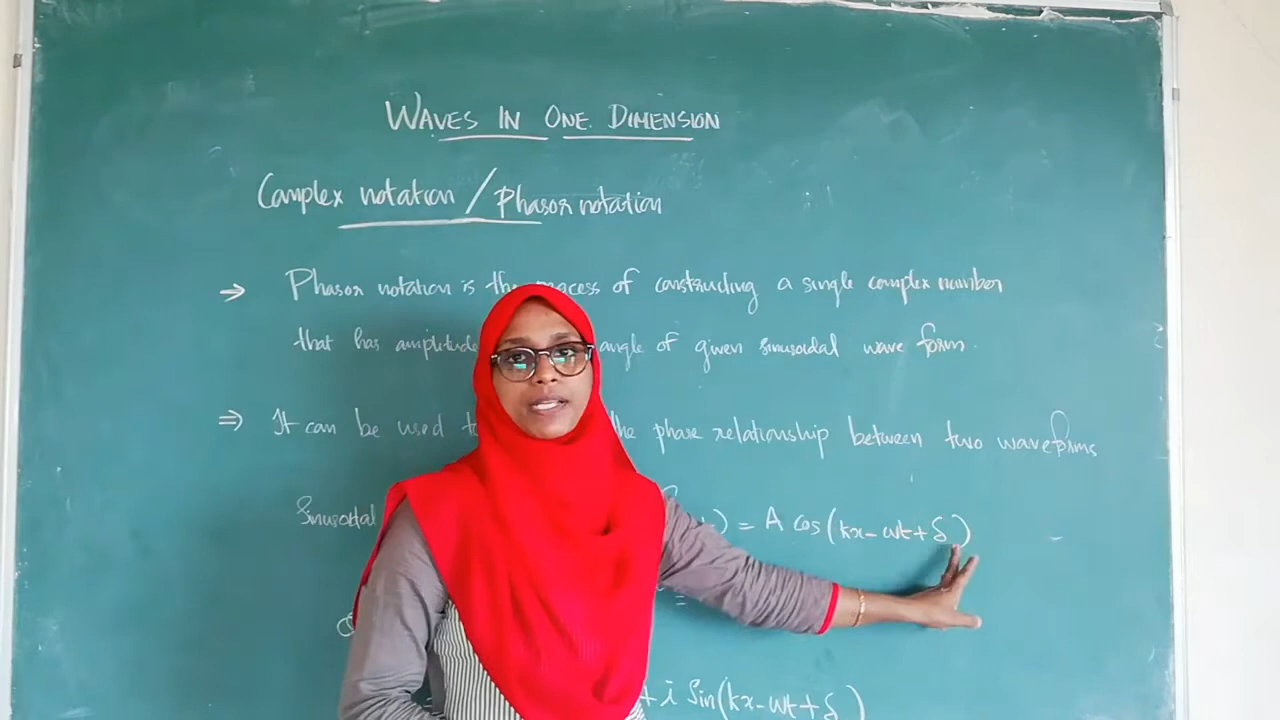 WAVES IN ONE DIMENSION
Complex notation / Phasor notation
⇒ Phasor notation is the process of constructing a single complex number
that has amplitude angle of given sinusoidal wave form.
⇒ It can be used the phase relationship between two waveforms
Sinusoidal t) = A cos(kx - ωt + δ)
+ i Sin(kx - ωt + δ)